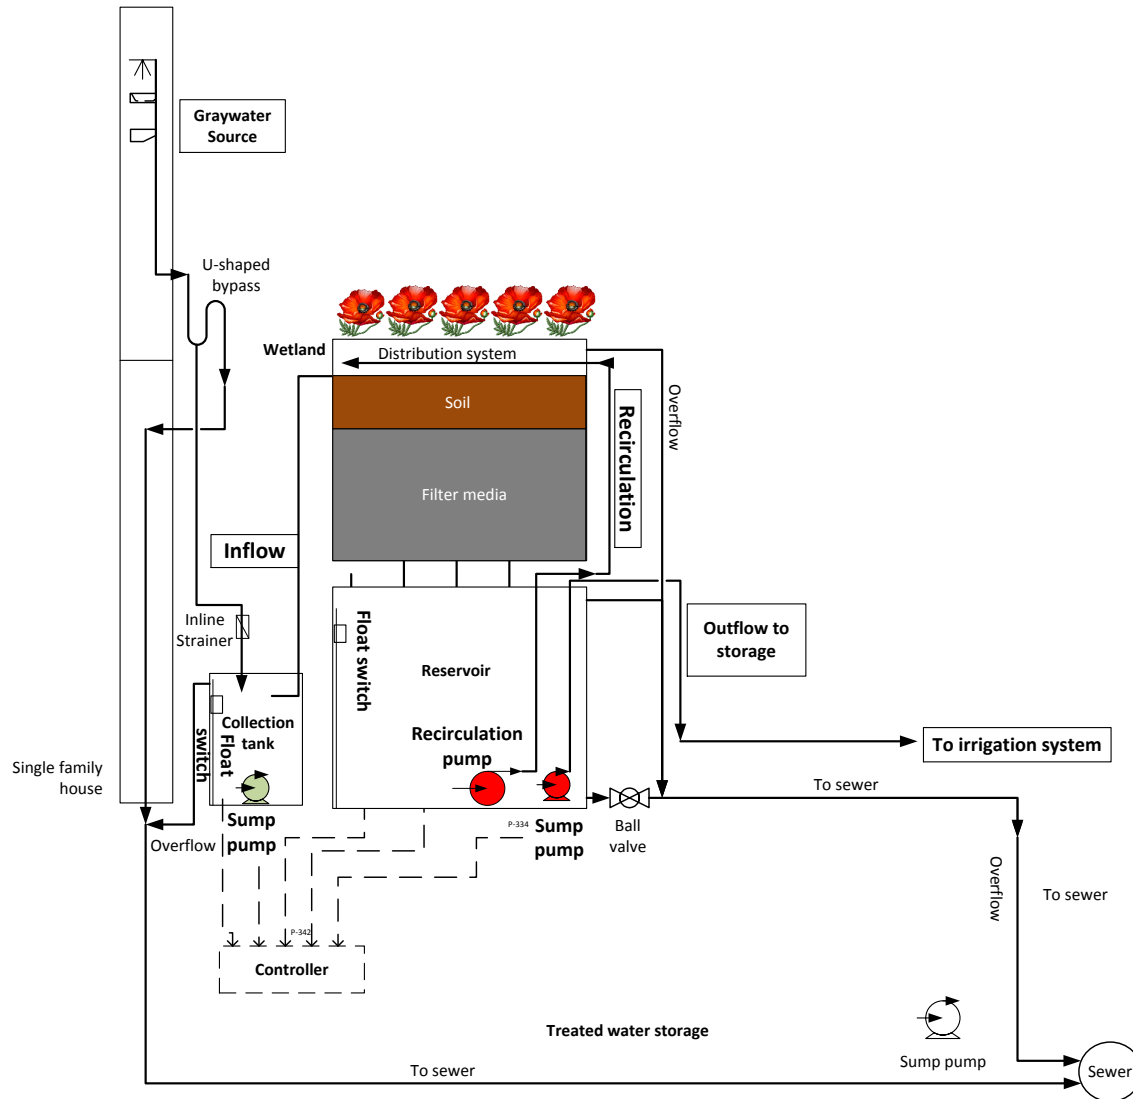 Graywater
Source
U-shaped
bypass
Wetland
Distribution system
Soil
Overflow
Recirculation
Filter media
Inflow
Inline
Strainer
Float switch
Reservoir
Outflow to
storage
Collection
tank
Float
switch
Recirculation
pump
To irrigation system
Single family
house
Sump
pump
Overflow
P-334
Sump
pump
Ball
valve
To sewer
Overflow
To sewer
P-342
Controller
Treated water storage
Sump pump
To sewer
Sewer